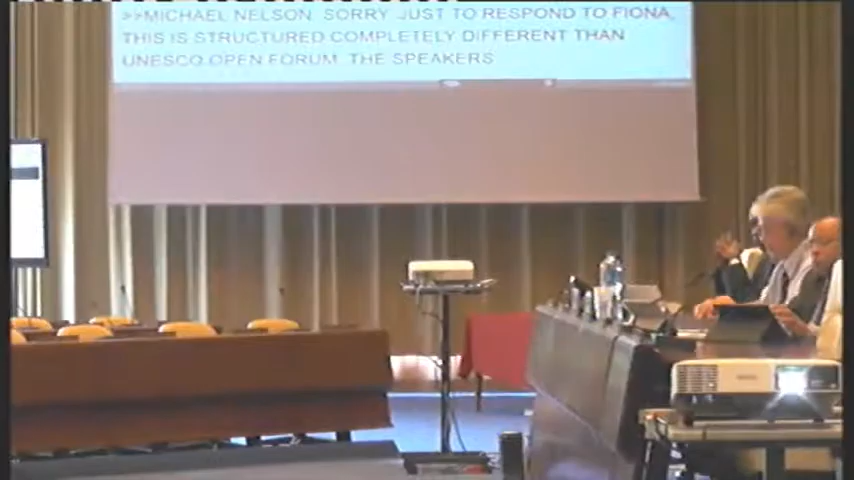 >>MICHAEL NELSON: SORRY JUST TO RESPOND TO FIONA,
THIS IS STRUCTURED COMPLETELY DIFFERENT THAN
UNESCO OPEN FORUM. THE SPEAKERS